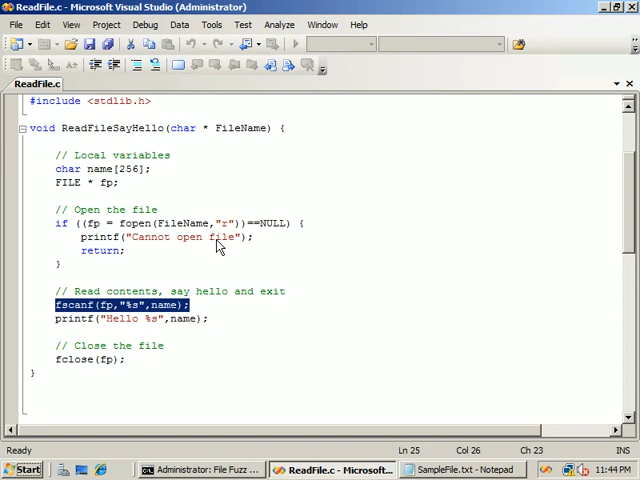 ReadFile.c - Microsoft Visual Studio (Administrator)
File Edit View Project Debug Data Tools Test Analyze Window Help
ReadFile.c
#include <stdlib.h>
void ReadFileSayHello(char * FileName) {
// Local variables
char name[256];
FILE * fp;
// Open the file
if ((fp = fopen(FileName,"r"))==NULL) {
printf("Cannot open file");
return;
}
// Read contents, say hello and exit
fscanf(fp,"%s",name);
printf("Hello %s",name);
// Close the file
fclose(fp);
}
Ready Ln 25 Col 26 Ch 23 INS
Start Administrator: File Fuzz ... ReadFile.c - Microsof... SampleFile.txt - Notepad 11:44 AM